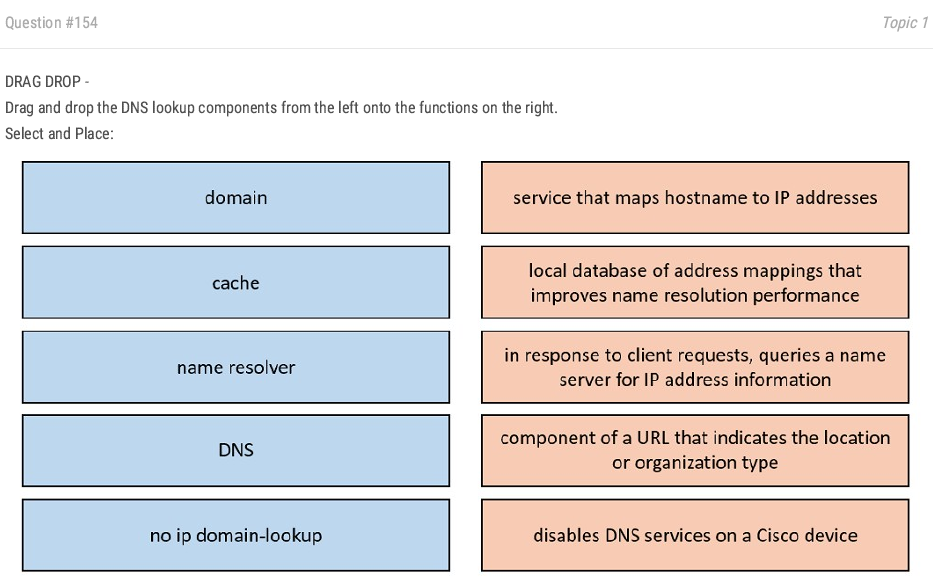 Question #154
Topic 1
DRAG DROP -
Drag and drop the DNS lookup components from the left onto the functions on the right.
Select and Place:
domain
service that maps hostname to IP addresses
cache
local database of address mappings that
improves name resolution performance
name resolver
in response to client requests, queries a name
server for IP address information
DNS
component of a URL that indicates the location
or organization type
no ip domain-lookup
disables DNS services on a Cisco device